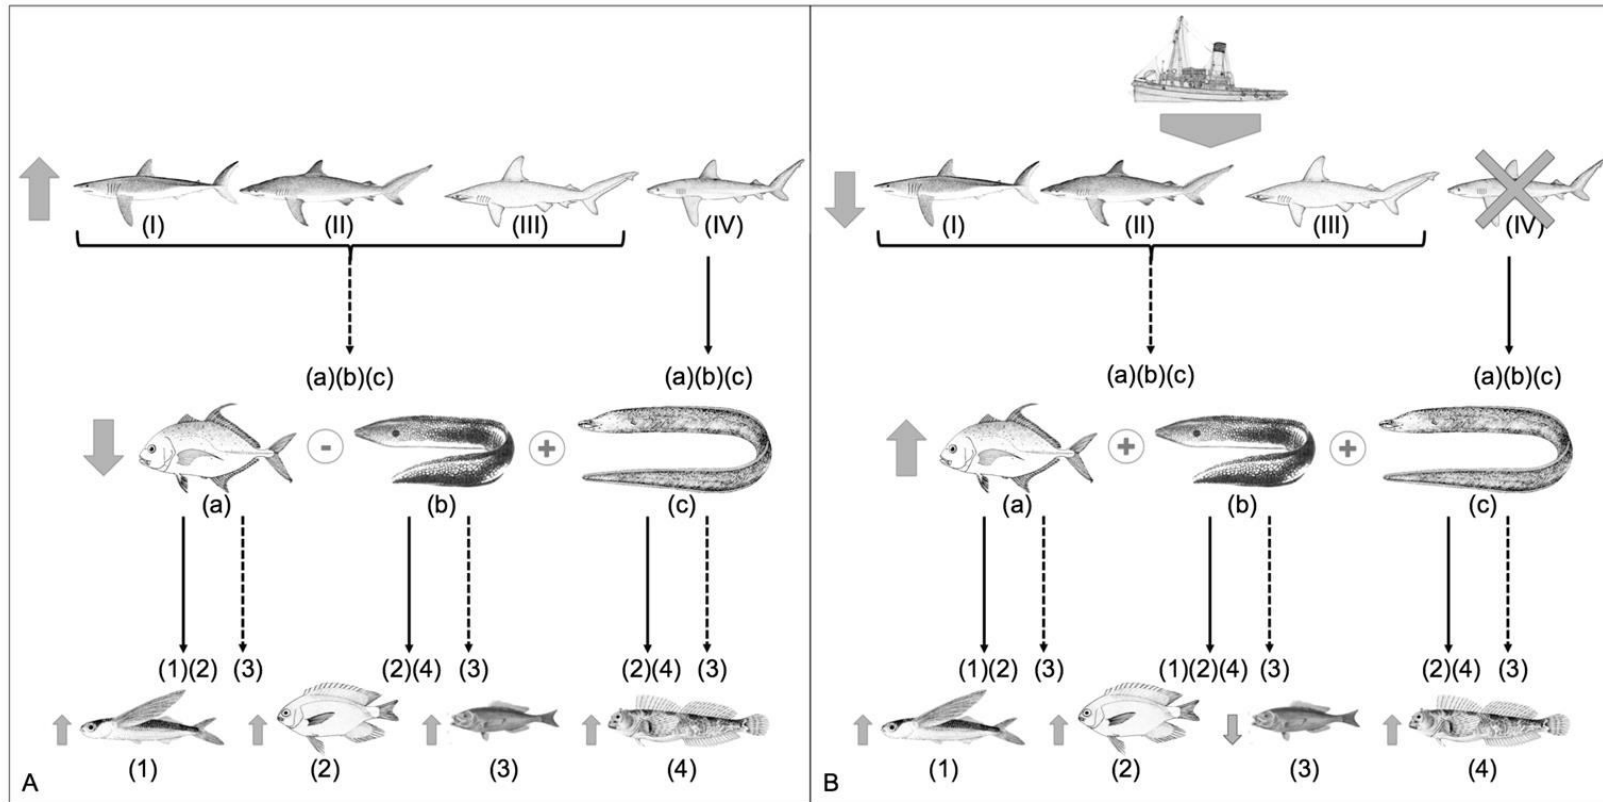 (I) (II) (III) (IV) (I) (II) (III) (IV)
(a)(b)(c) (a)(b)(c) (a)(b)(c) (a)(b)(c)
- + + +
(a) (b) (c) (a) (b) (c)
(1)(2) (3) (2)(4) (3) (2)(4) (3) (1)(2) (3) (1)(2)(4) (3) (2)(4) (3)
(1) (2) (3) (4) (1) (2) (3) (4)
A B